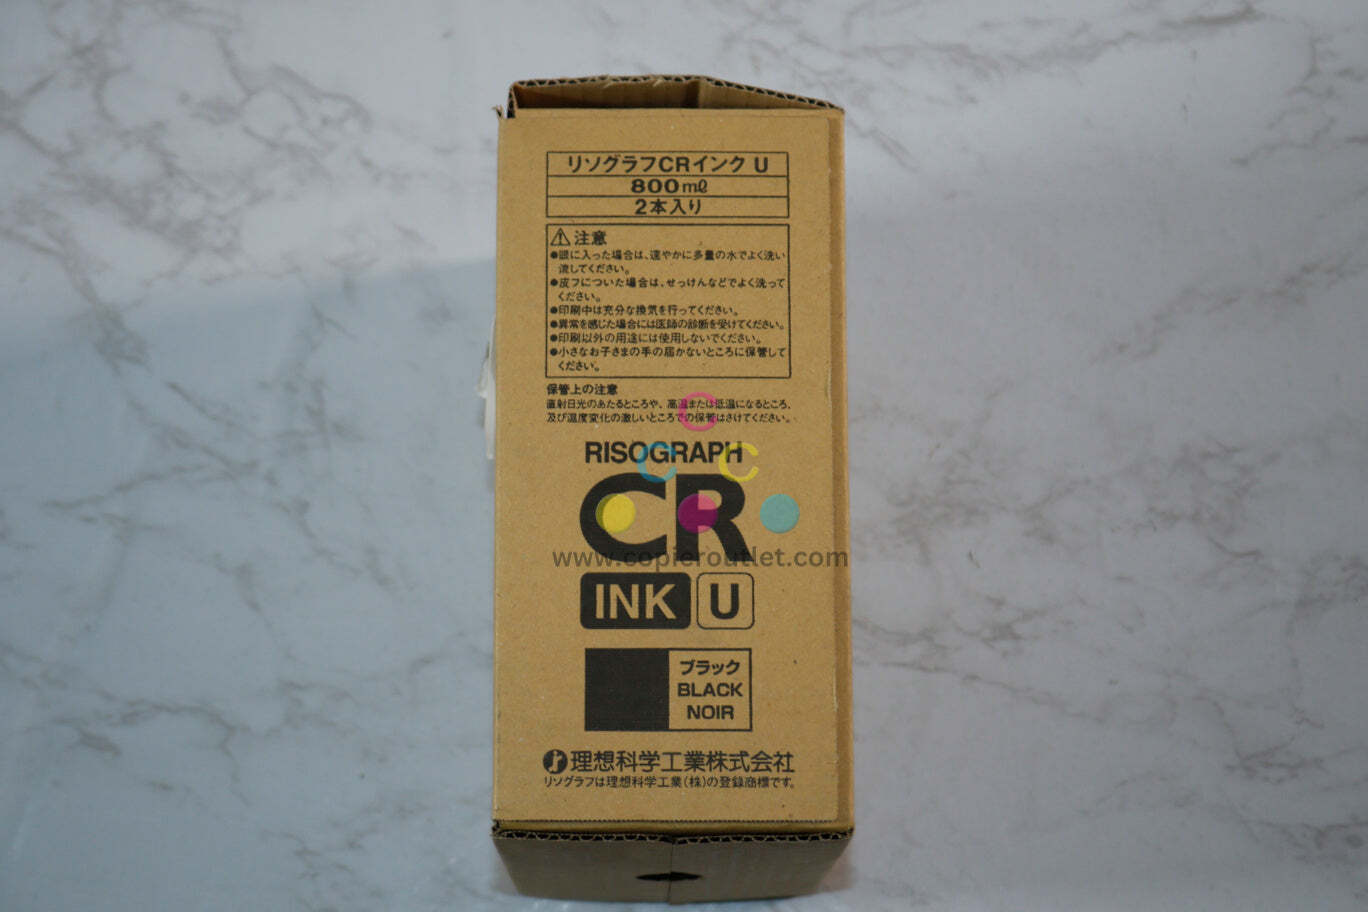 リソグラフCRインク U
800mℓ
2本入り
⚠注意
●眼に入った場合は、速やかに多量の水でよく洗い
流してください。
●皮フについた場合は、せっけんなどでよく洗って
ください。
●印刷中は充分な換気を行ってください。
●異常を感じた場合には医師の診断を受けてください。
●印刷以外の用途には使用しないでください。
●小さなお子さまの手の届かないところに保管して
ください。
保管上の注意
直射日光のあたるところや、高温または低温になるところ、
及び温度変化の激しいところでの保管はさけてください。
C
RISOGRAPH
C C
CR
www.copieroutlet.com
INK U
ブラック
BLACK
NOIR
理想科学工業株式会社
リソグラフは理想科学工業(株)の登録商標です。